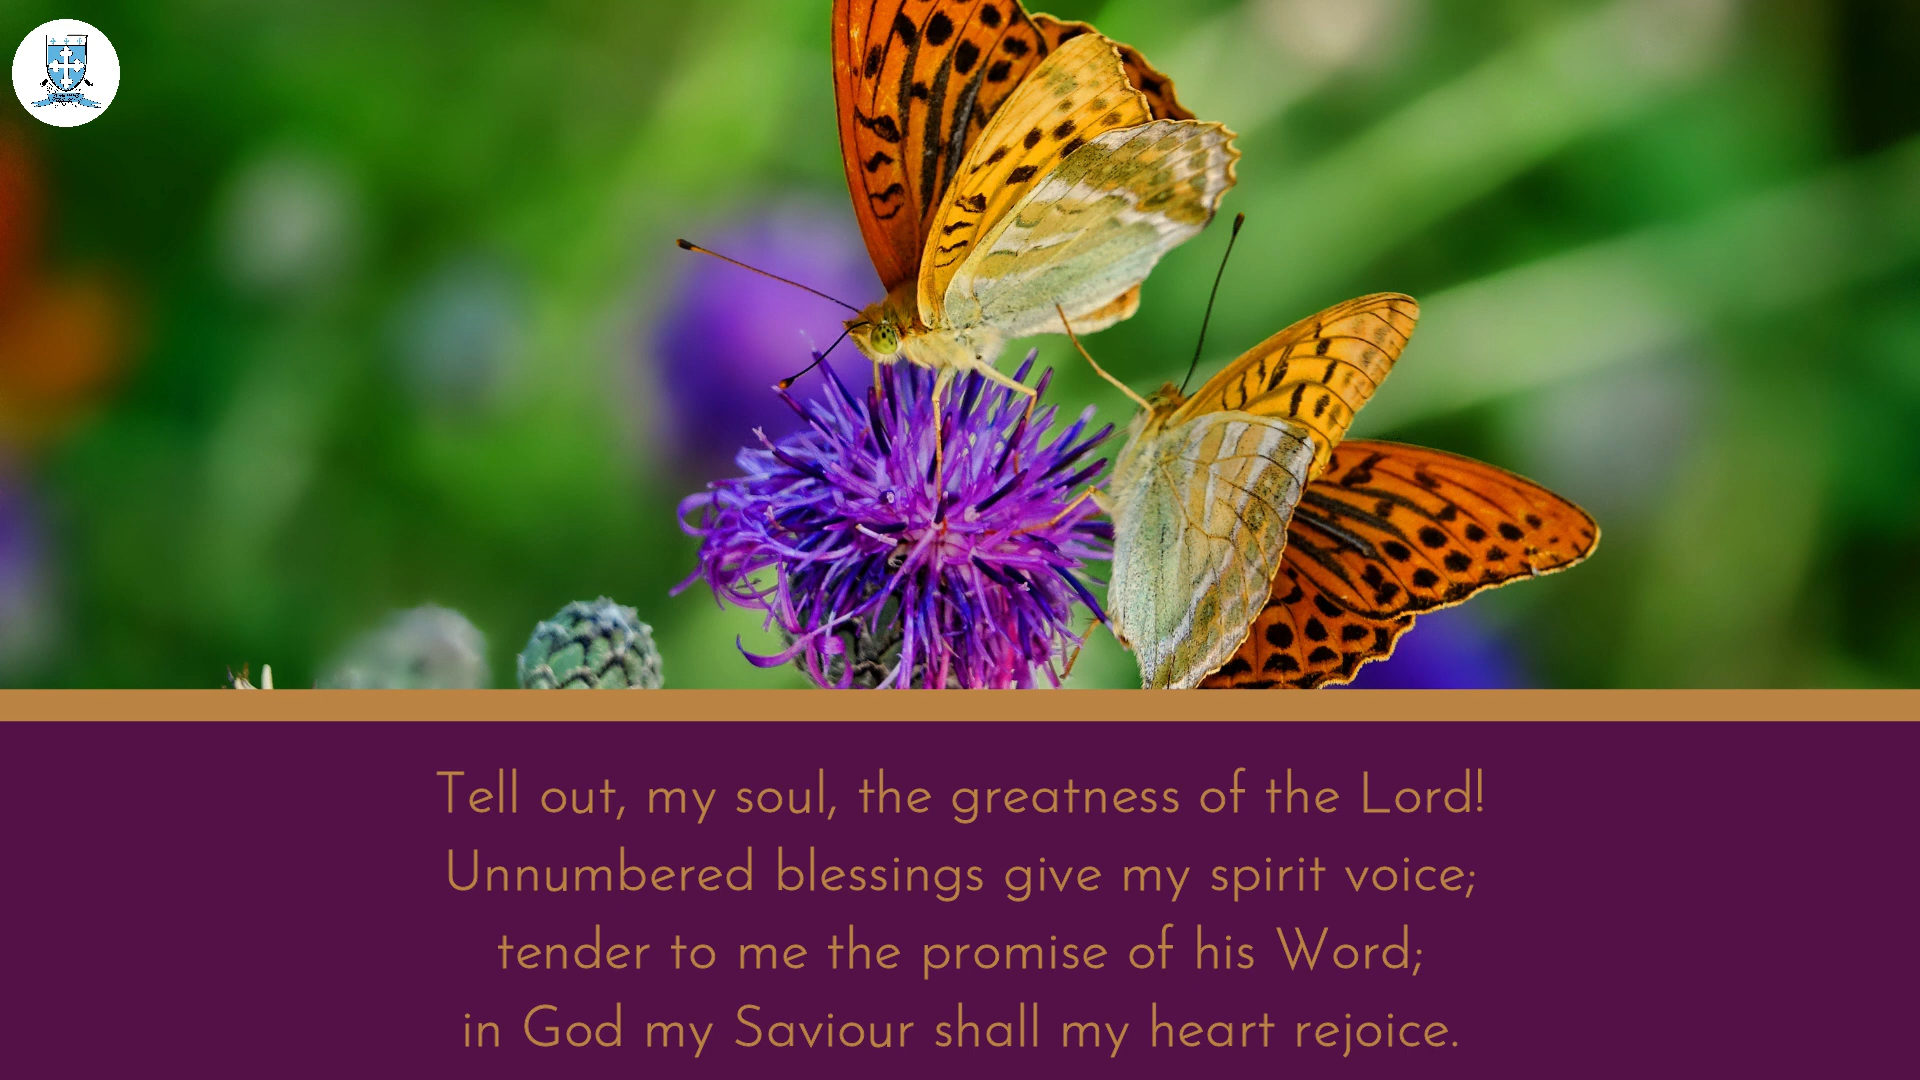 Tell out, my soul, the greatness of the Lord!
Unnumbered blessings give my spirit voice;
tender to me the promise of his Word;
in God my Saviour shall my heart rejoice.